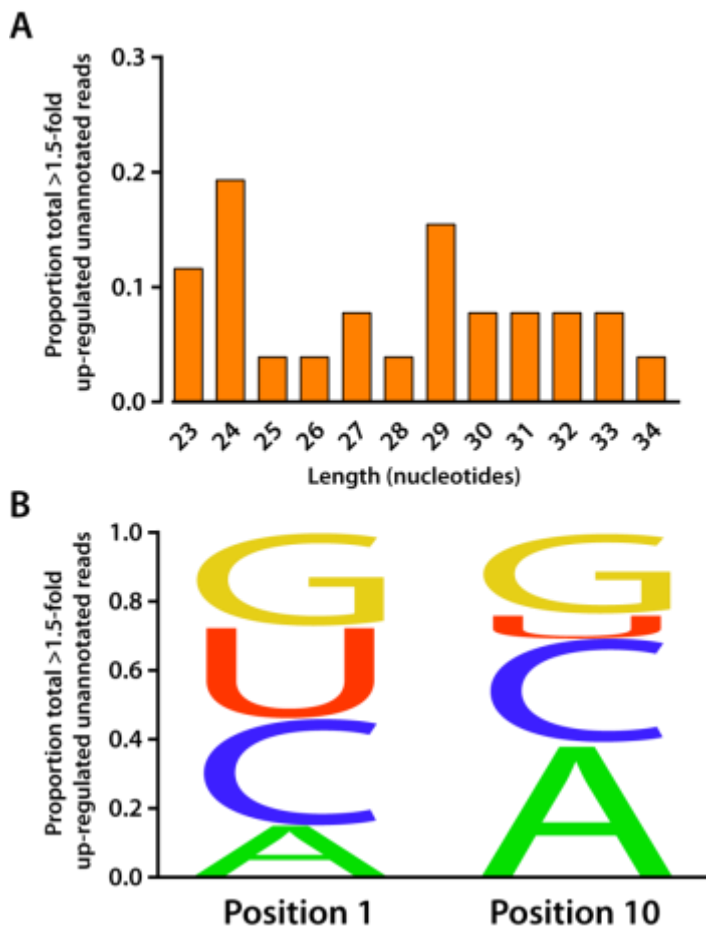 A
Proportion total >1.5-fold
up-regulated unannotated reads
0.3
0.2
0.1
0.0
23 24 25 26 27 28 29 30 31 32 33 34
Length (nucleotides)
B
Proportion total >1.5-fold
up-regulated unannotated reads
1.0
0.8
0.6
0.4
0.2
0.0
G G
U U
C C
A A
Position 1 Position 10